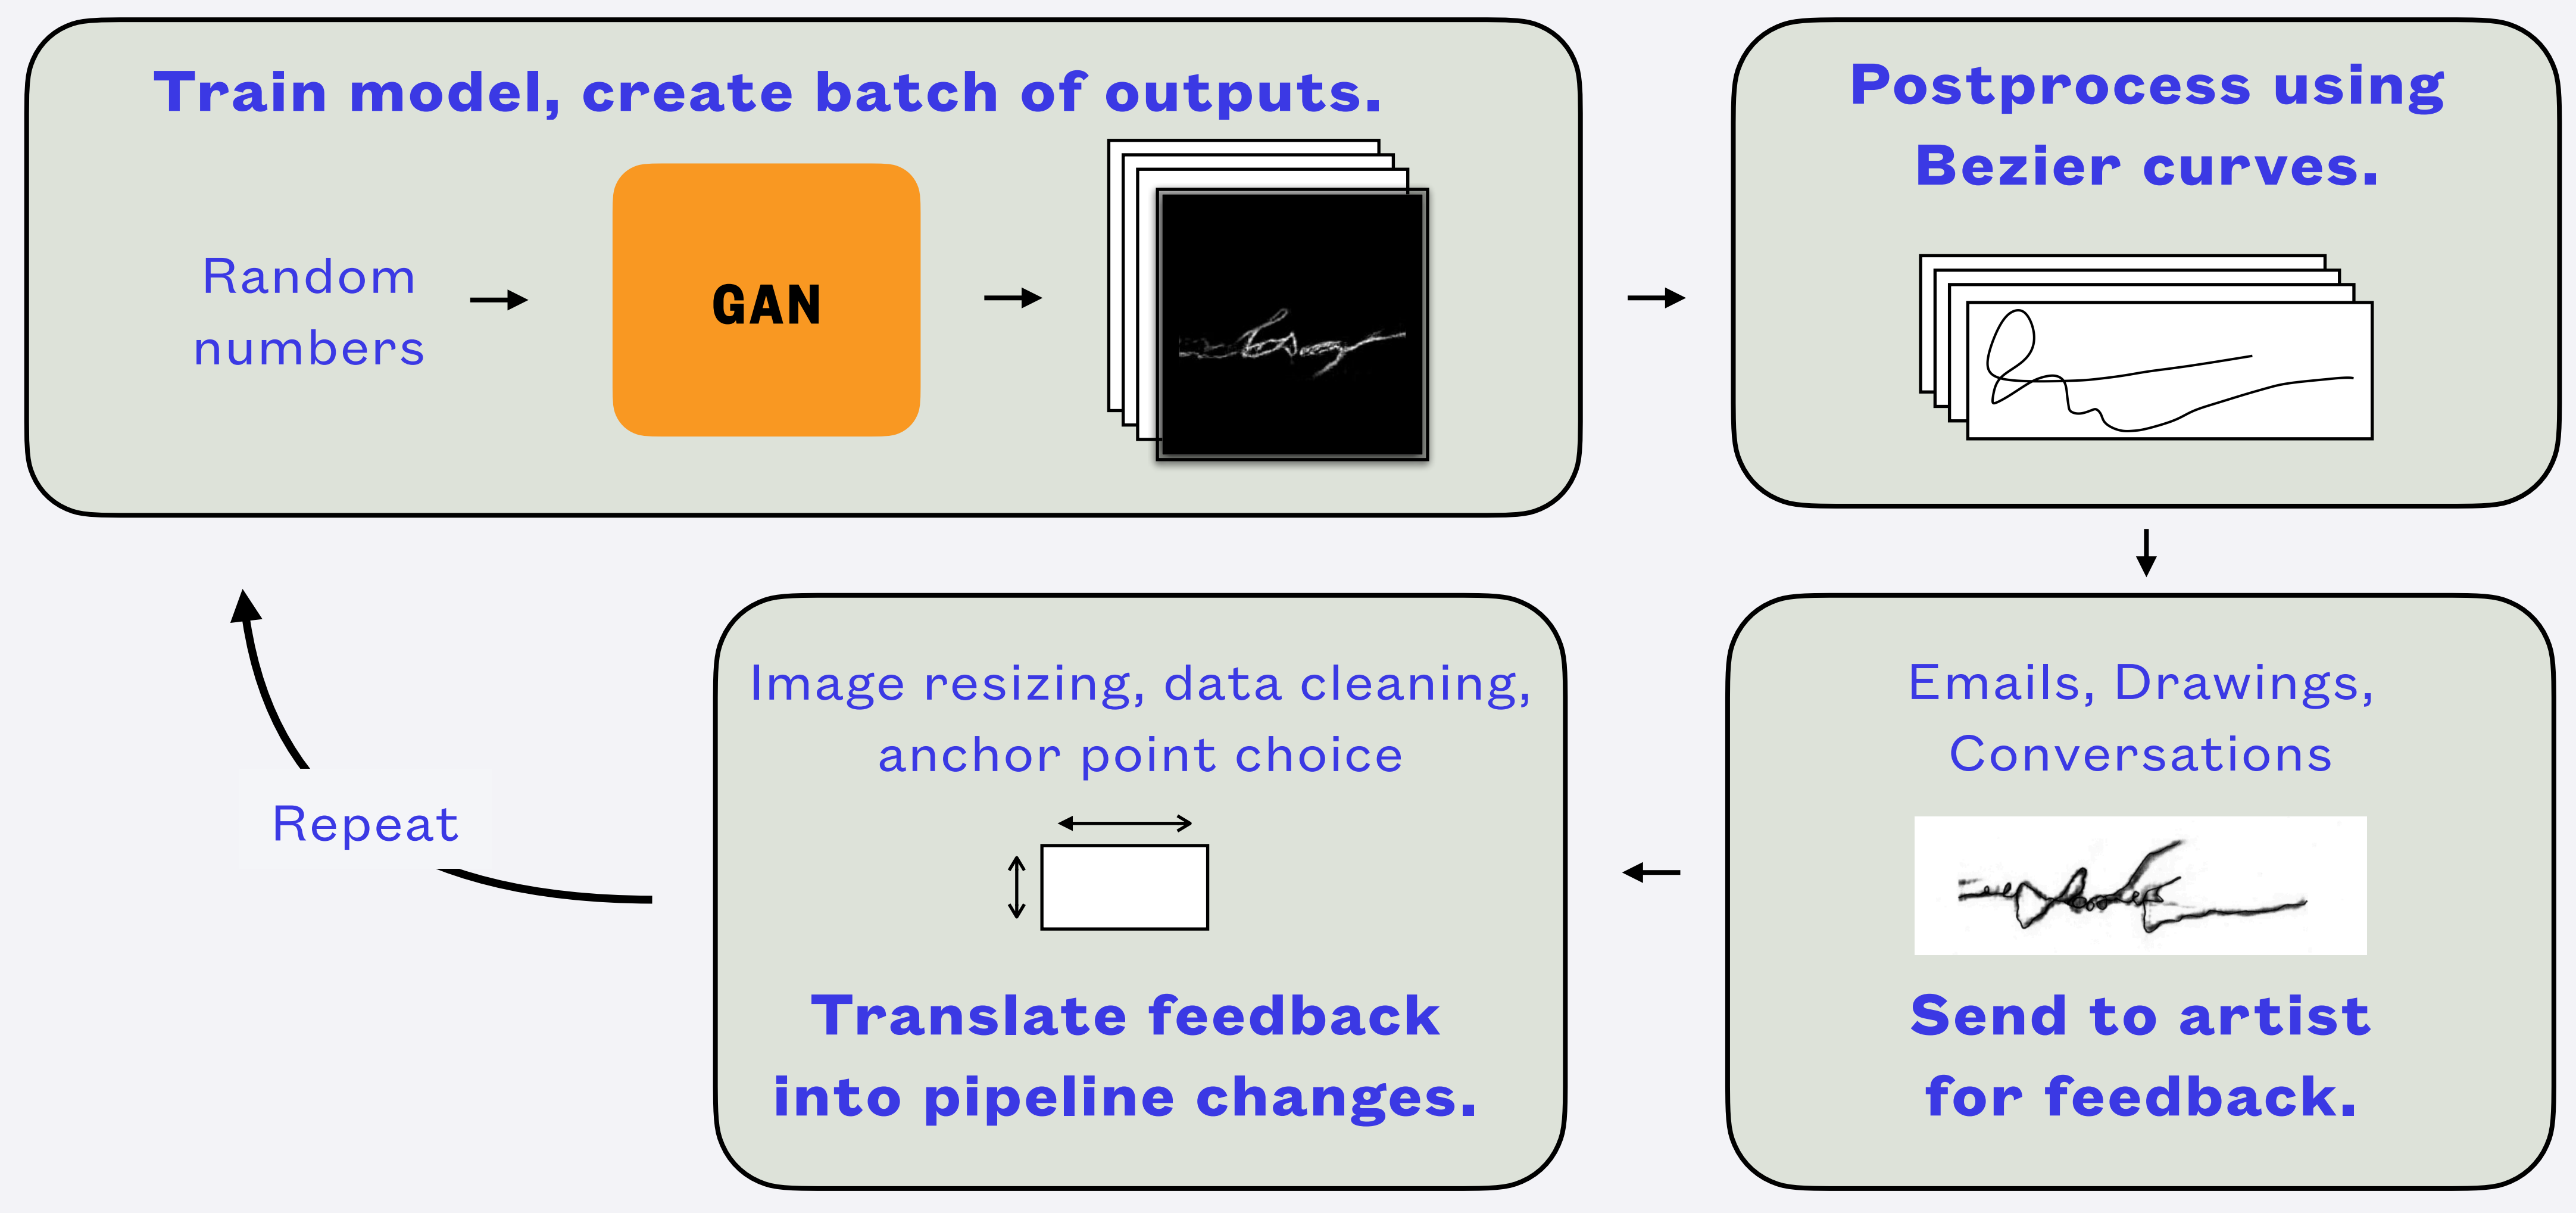 Train model, create batch of outputs.
Random
numbers
GAN
Postprocess using
Bezier curves.
Emails, Drawings,
Conversations
Send to artist
for feedback.
Image resizing, data cleaning,
anchor point choice
Translate feedback
into pipeline changes.
Repeat